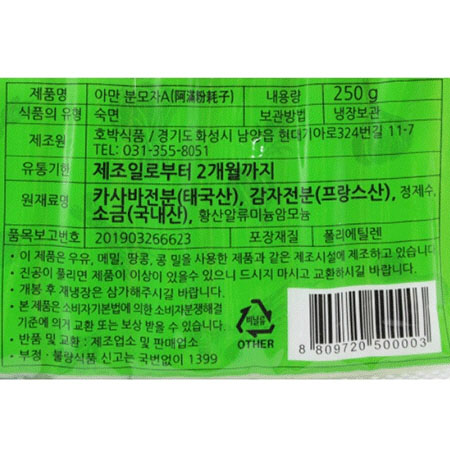 제품명 아만 분모자A(阿滿粉耗子) 내용량 250 g
식품의 유형 숙면 보관방법 냉장보관
제조원 호박식품 / 경기도 화성시 남양읍 현대기아로324번길 11-7
TEL: 031-355-8051
유통기한 제조일로부터 2개월까지
원재료명 카사바전분(태국산), 감자전분(프랑스산), 정제수,
소금(국내산), 황산알류미늄암모늄
품목보고번호 201903266623 포장재질 폴리에틸렌
• 이 제품은 우유, 메밀, 땅콩, 콩 밀을 사용한 제품과 같은 제조시설에 제조하고 있습니다.
• 진공이 풀리면 제품이 이상이 있을수 있으니 드시지 마시고 교환하시길 바랍니다.
• 개봉 후 재냉장은 삼가해주시길 바랍니다.
• 본 제품은 소비자기본법에 의한 소비자분쟁해결
기준에 의거 교환 또는 보상 받을 수 있습니다.
• 반품 및 교환 : 제조업소 및 판매업소
• 부정 · 불량식품 신고는 국번없이 1399
비닐류
OTHER
8 809720 500003